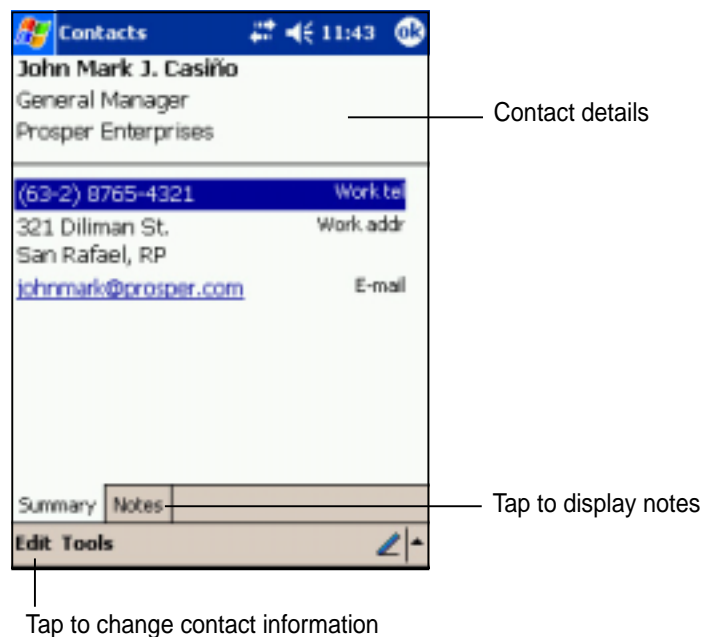 Contacts 11:43 ok
John Mark J. Casiño
General Manager
Prosper Enterprises
Contact details
(63-2) 8765-4321 Work tel
321 Diliman St. Work addr
San Rafael, RP
johnmark@prosper.com E-mail
Summary Notes
Tap to display notes
Edit Tools
Tap to change contact information